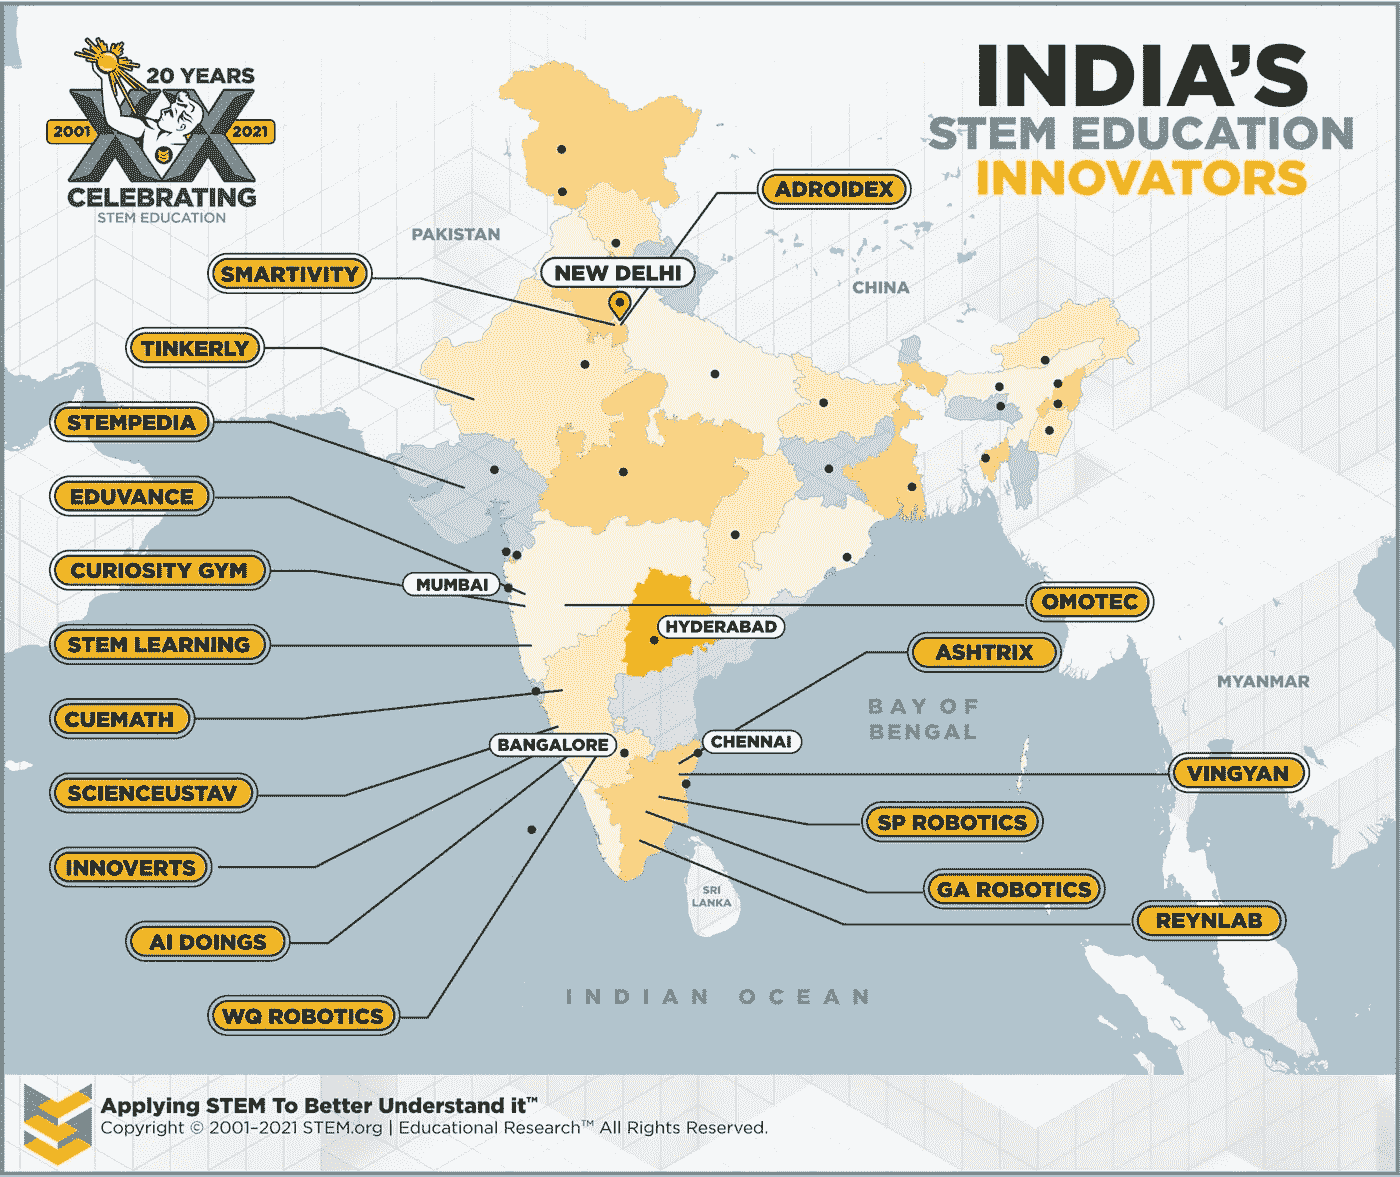 20 YEARS
2001
2021
XX
CELEBRATING
STEM EDUCATION
INDIA'S
STEM EDUCATION
INNOVATORS
ADROIDEX
PAKISTAN
SMARTIVITY
NEW DELHI
CHINA
TINKERLY
STEMPEDIA
EDUVANCE
CURIOSITY GYM
MUMBAI
OMOTEC
HYDERABAD
STEM LEARNING
ASHTRIX
MYANMAR
CUEMATH
BAY OF
BENGAL
BANGALORE
CHENNAI
VINGYAN
SCIENCEUSTAV
SP ROBOTICS
INNOVERTS
SRI
LANKA
GA ROBOTICS
REYNLAB
AI DOINGS
INDIAN OCEAN
WQ ROBOTICS
Applying STEM To Better Understand it™
Copyright © 2001–2021 STEM.org | Educational Research™ All Rights Reserved.